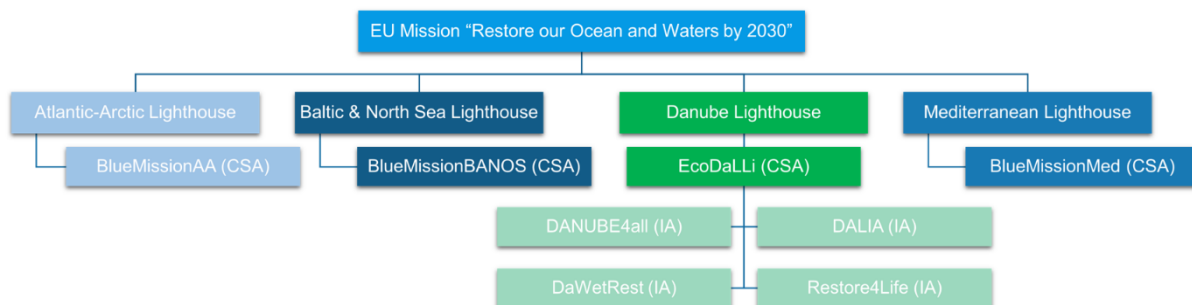 EU Mission “Restore our Ocean and Waters by 2030”
Atlantic-Arctic Lighthouse
Baltic & North Sea Lighthouse
Danube Lighthouse
Mediterranean Lighthouse
BlueMissionAA (CSA)
BlueMissionBANOS (CSA)
EcoDaLLi (CSA)
BlueMissionMed (CSA)
DANUBE4all (IA)
DALIA (IA)
DaWetRest (IA)
Restore4Life (IA)